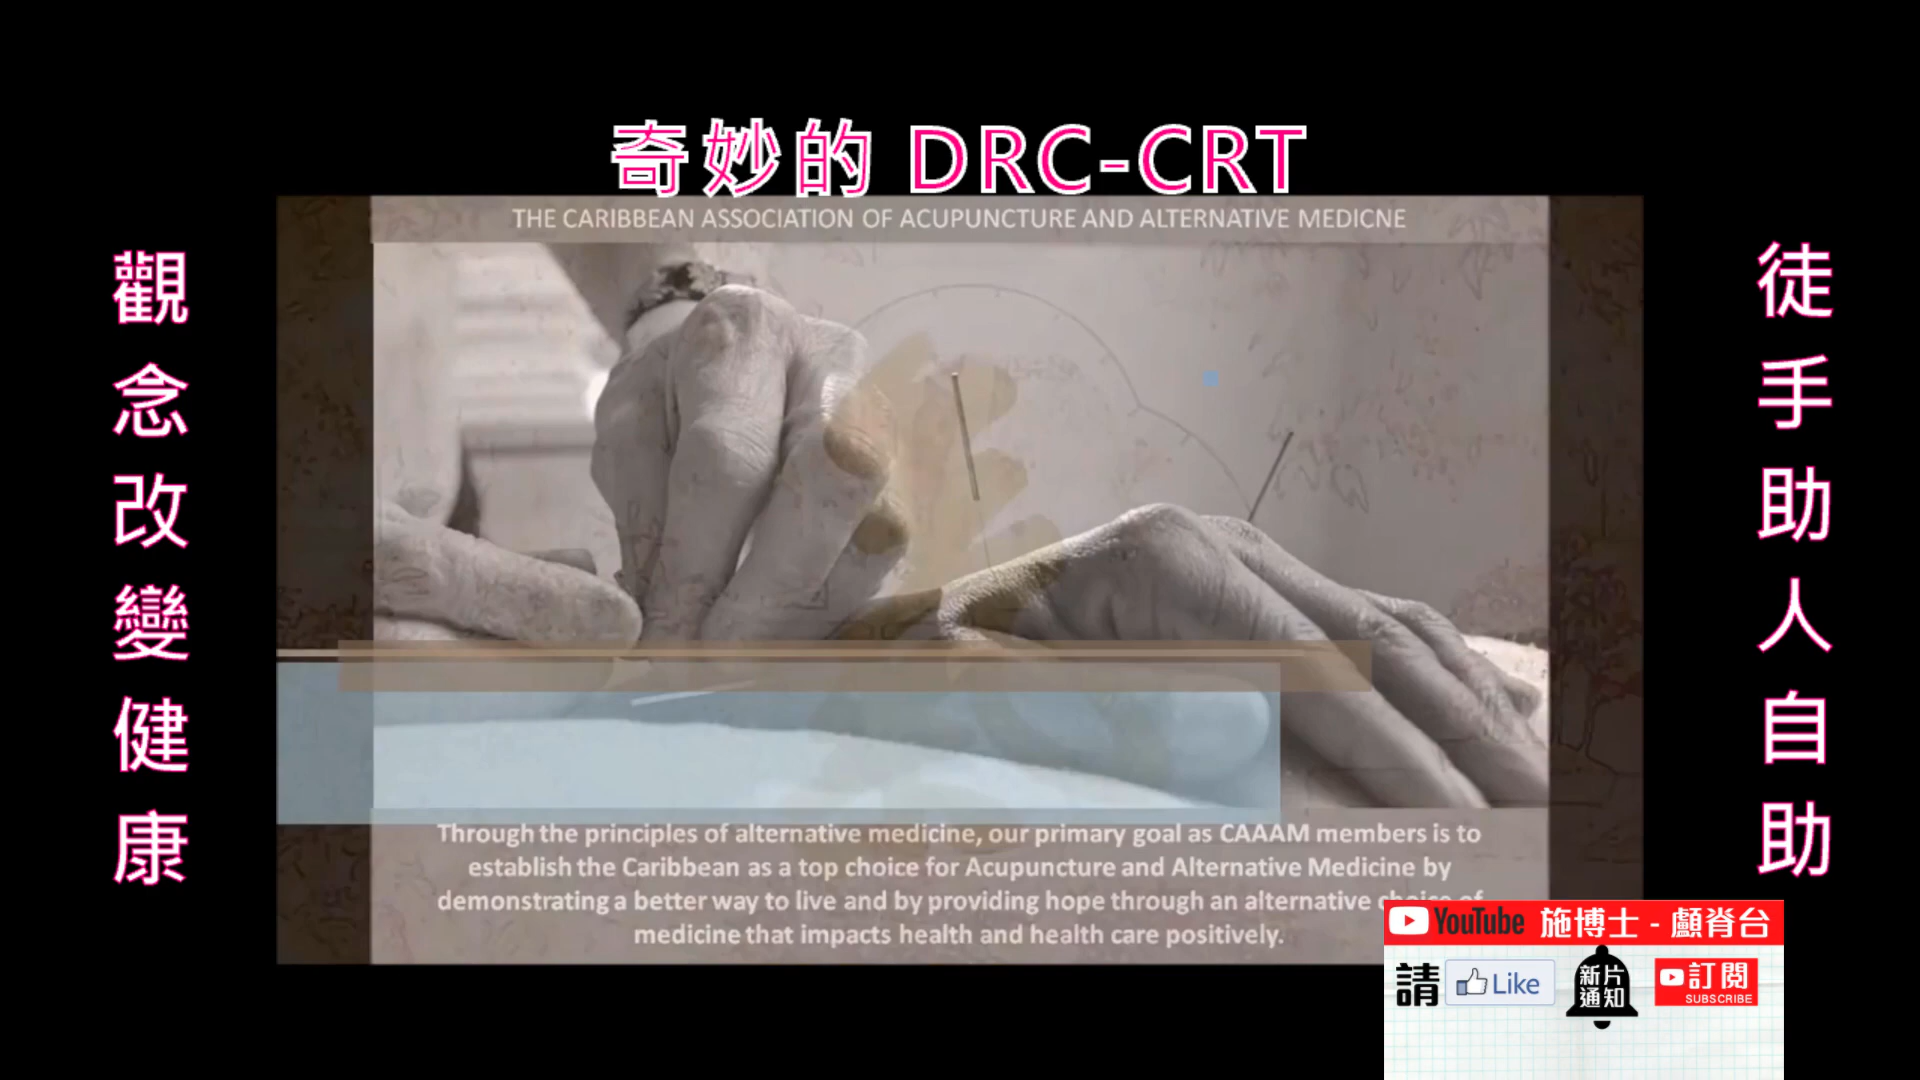 奇妙的 DRC-CRT
THE CARIBBEAN ASSOCIATION OF ACUPUNCTURE AND ALTERNATIVE MEDICNE
觀念改變健康
徒手助人自助
Through the principles of alternative medicine, our primary goal as CAAAM members is to
establish the Caribbean as a top choice for Acupuncture and Alternative Medicine by
demonstrating a better way to live and by providing hope through an alternative choice of
medicine that impacts health and health care positively.
YouTube 施博士 - 顱脊台
請 Like
新片
通知
訂閱
SUBSCRIBE